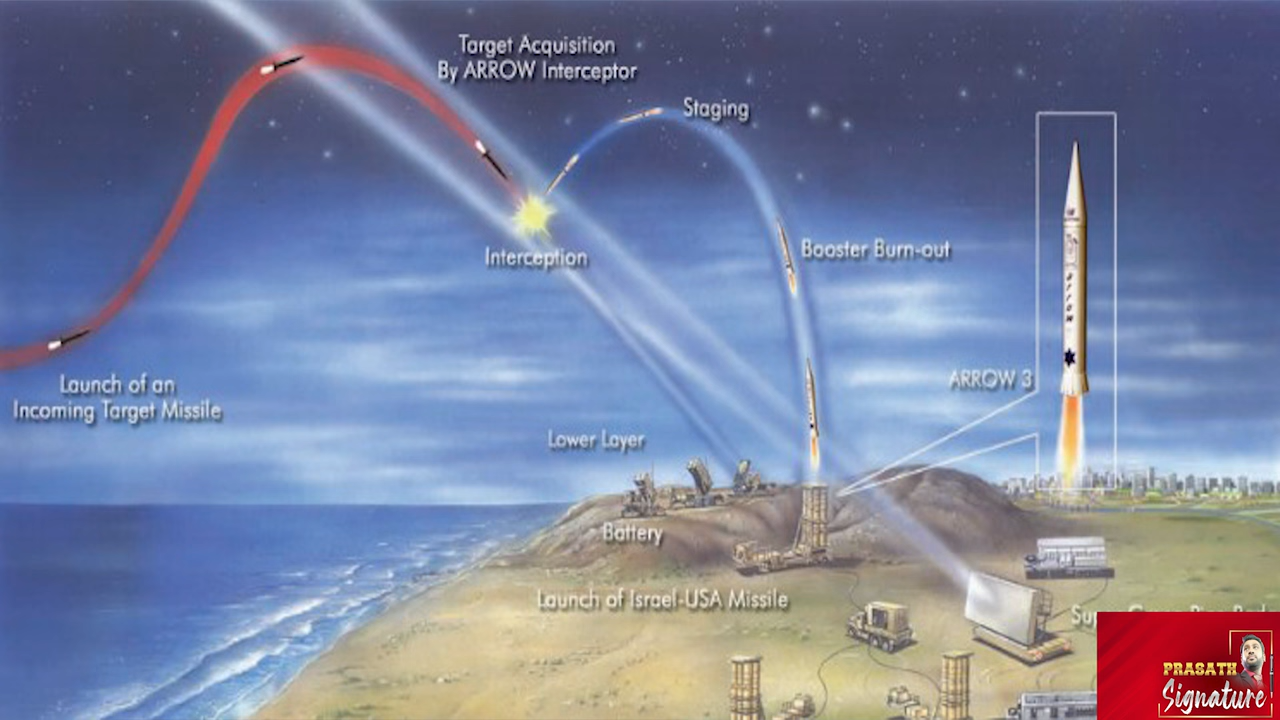 Target Acquisition
By ARROW Interceptor
Staging
Interception
Booster Burn-out
Launch of an
Incoming Target Missile
ARROW 3
Lower Layer
Battery
Launch of Israel-USA Missile
arrow
PRASATH
Signature